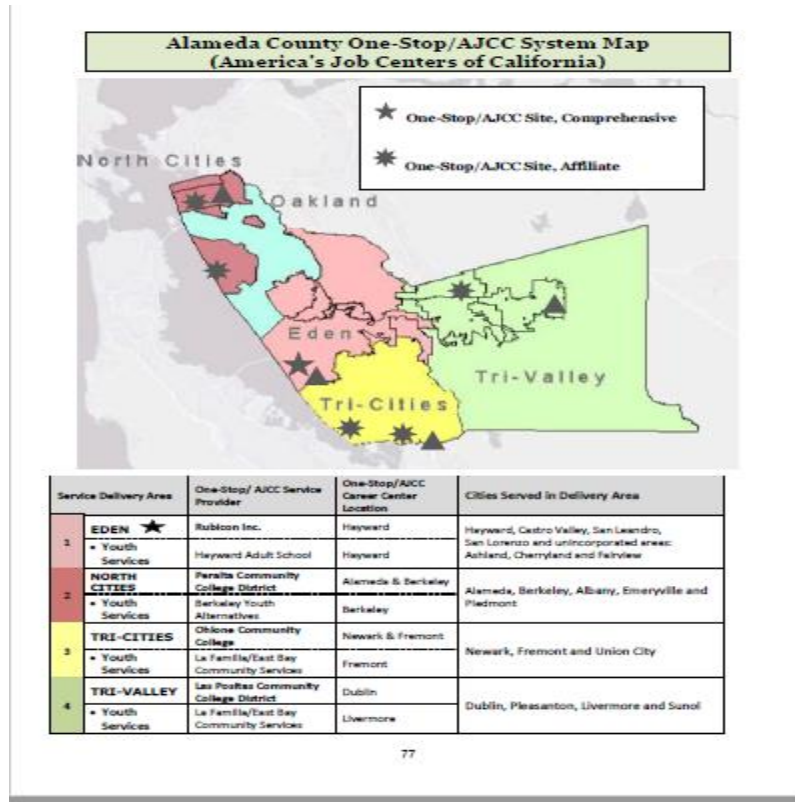 Alameda County One-Stop/AJCC System Map
(America's Job Centers of California)
One-Stop/AJCC Site, Comprehensive
One-Stop/AJCC Site, Affiliate
North Cities
Oakland
Eden
Tri-Valley
Tri-Cities
Service Delivery Area
One-Stop/ AJCC Service
Provider
One-Stop/AJCC
Career Center
Location
Cities Served in Delivery Area
1
EDEN
Rubicon Inc.
Hayward
Hayward, Castro Valley, San Leandro,
San Lorenzo and unincorporated areas:
Ashland, Cherryland and Fairview
• Youth
Services
Hayward Adult School
Hayward
2
NORTH
CITIES
Peralta Community
College District
Alameda & Berkeley
Alameda, Berkeley, Albany, Emeryville and
Piedmont
• Youth
Services
Berkeley Youth
Alternatives
Berkeley
3
TRI-CITIES
Ohlone Community
College
Newark & Fremont
Newark, Fremont and Union City
• Youth
Services
La Familia/East Bay
Community Services
Fremont
4
TRI-VALLEY
Las Positas Community
College District
Dublin
Dublin, Pleasanton, Livermore and Sunol
• Youth
Services
La Familia/East Bay
Community Services
Livermore
77